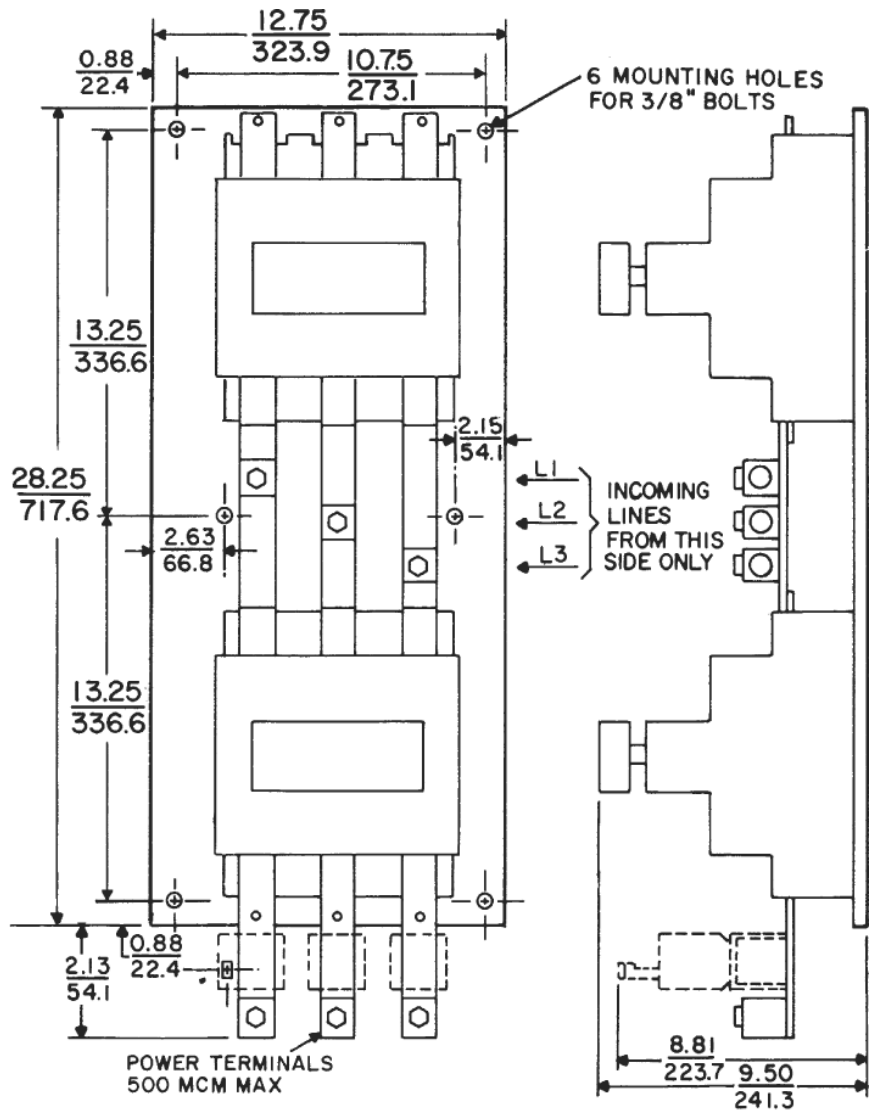 12.75
323.9
0.88
22.4
10.75
273.1
6 MOUNTING HOLES
FOR 3/8" BOLTS
13.25
336.6
2.15
54.1
28.25
717.6
L1
L2
L3
INCOMING
LINES
FROM THIS
SIDE ONLY
2.63
66.8
13.25
336.6
0.88
22.4
2.13
54.1
POWER TERMINALS
500 MCM MAX
8.81
223.7
9.50
241.3